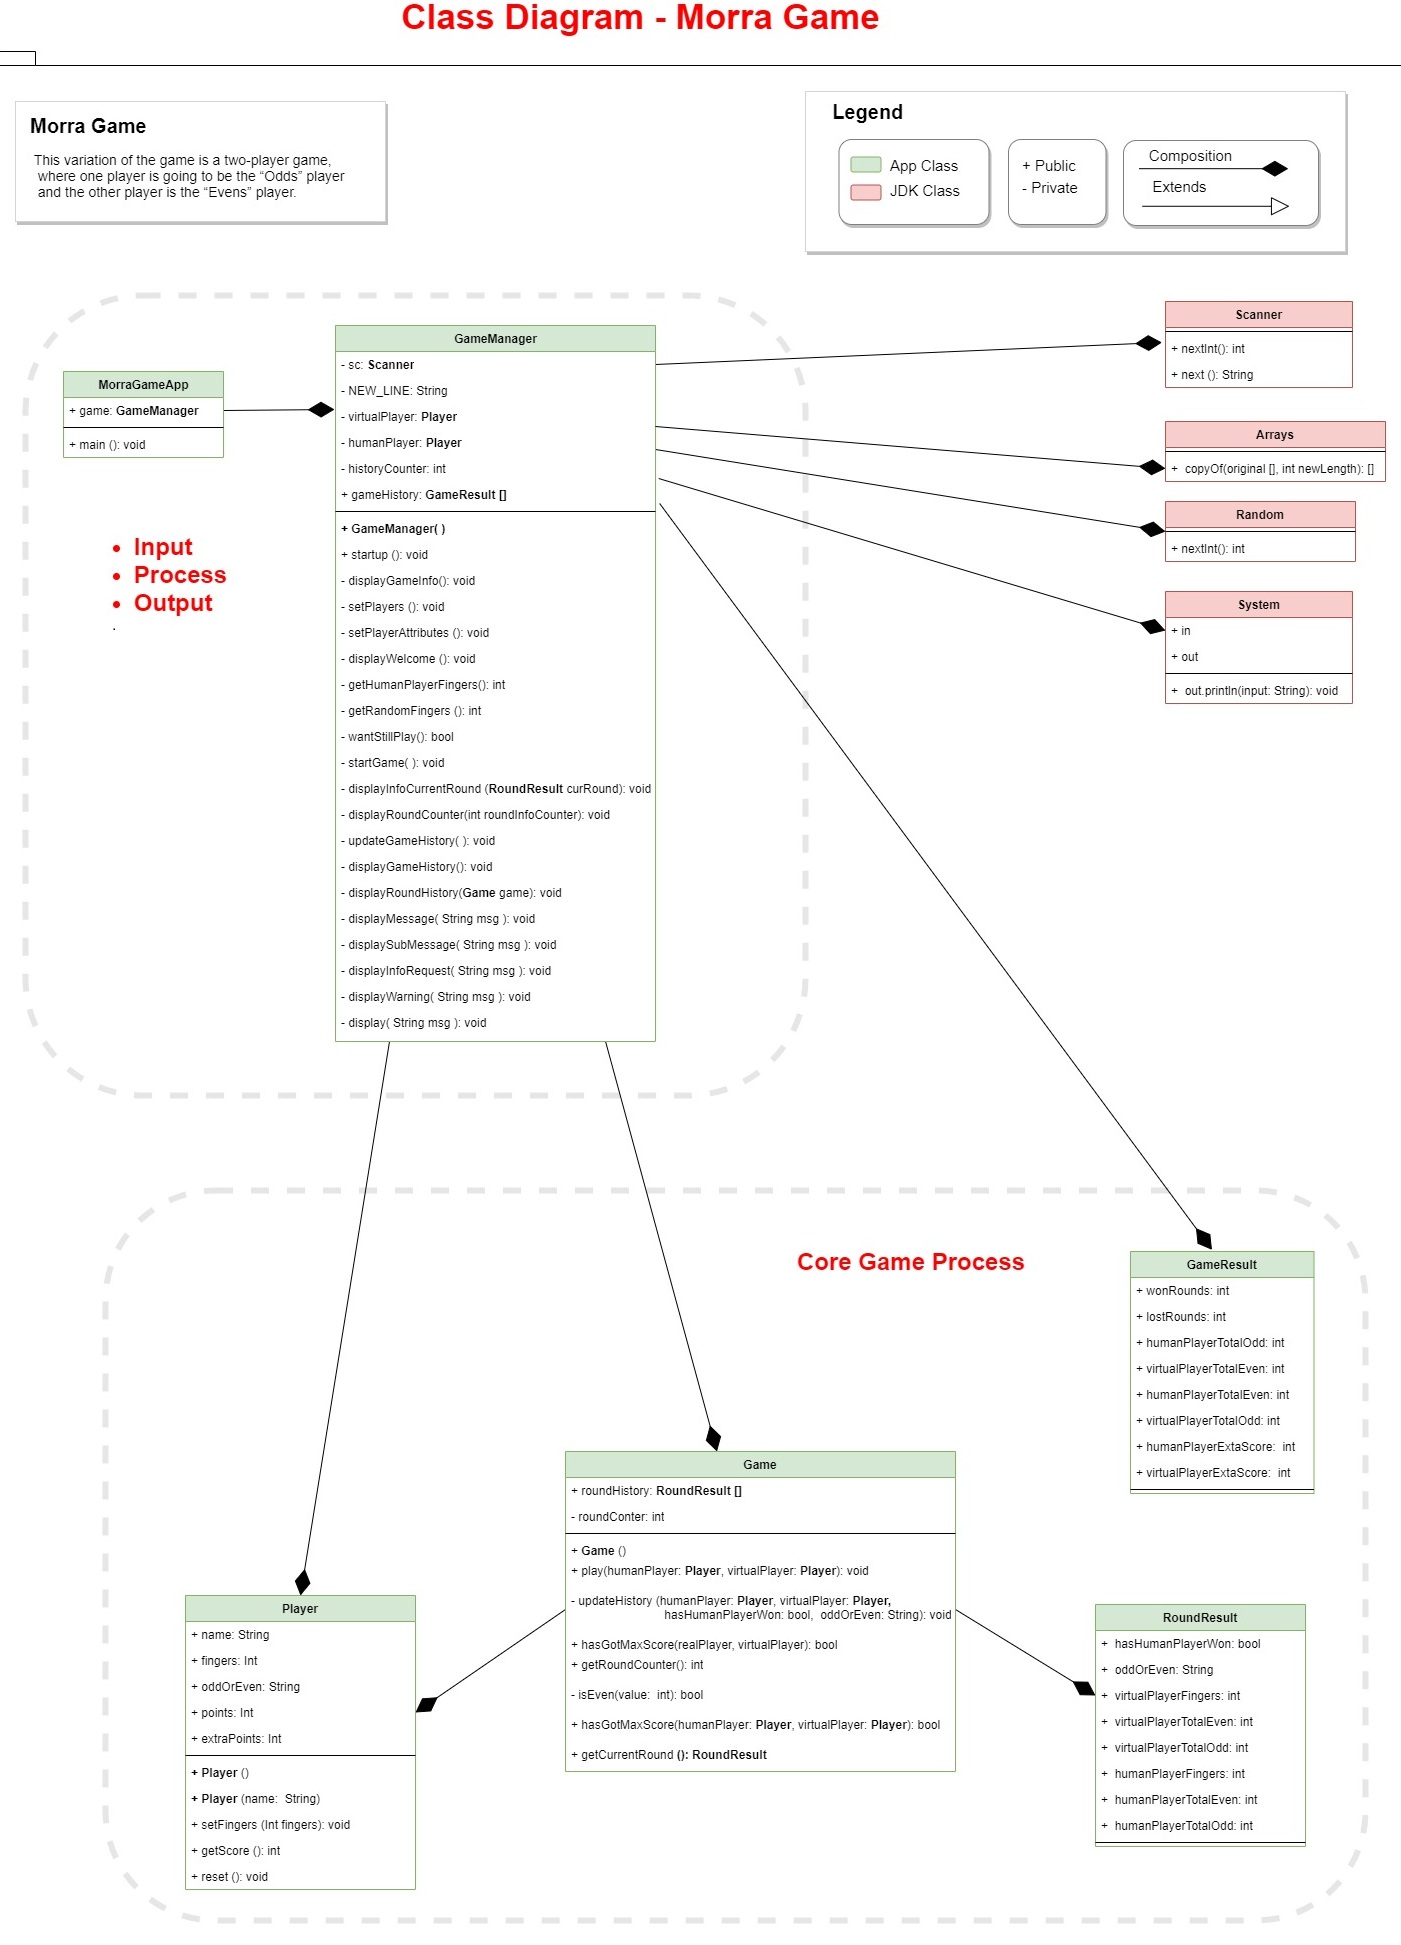 Class Diagram - Morra Game
Morra Game
This variation of the game is a two-player game,
where one player is going to be the “Odds” player
and the other player is the “Evens” player.
Legend
App Class
JDK Class
+ Public
- Private
Composition
Extends
MorraGameApp
+ game: GameManager
+ main (): void
Input
Process
Output
.
GameManager
- sc: Scanner
- NEW_LINE: String
- virtualPlayer: Player
- humanPlayer: Player
- historyCounter: int
+ gameHistory: GameResult []
+ GameManager( )
+ startup (): void
- displayGameInfo(): void
- setPlayers (): void
- setPlayerAttributes (): void
- displayWelcome (): void
- getHumanPlayerFingers(): int
- getRandomFingers (): int
- wantStillPlay(): bool
- startGame( ): void
- displayInfoCurrentRound (RoundResult curRound): void
- displayRoundCounter(int roundInfoCounter): void
- updateGameHistory( ): void
- displayGameHistory(): void
- displayRoundHistory(Game game): void
- displayMessage( String msg ): void
- displaySubMessage( String msg ): void
- displayInfoRequest( String msg ): void
- displayWarning( String msg ): void
- display( String msg ): void
Scanner
+ nextInt(): int
+ next (): String
Arrays
+ copyOf(original [], int newLength): []
Random
+ nextInt(): int
System
+ in
+ out
+ out.println(input: String): void
Core Game Process
GameResult
+ wonRounds: int
+ lostRounds: int
+ humanPlayerTotalOdd: int
+ virtualPlayerTotalEven: int
+ humanPlayerTotalEven: int
+ virtualPlayerTotalOdd: int
+ humanPlayerExtaScore: int
+ virtualPlayerExtaScore: int
Game
+ roundHistory: RoundResult []
- roundConter: int
+ Game ()
+ play(humanPlayer: Player, virtualPlayer: Player): void
- updateHistory (humanPlayer: Player, virtualPlayer: Player,
hasHumanPlayerWon: bool, oddOrEven: String): void
+ hasGotMaxScore(realPlayer, virtualPlayer): bool
+ getRoundCounter(): int
- isEven(value: int): bool
+ hasGotMaxScore(humanPlayer: Player, virtualPlayer: Player): bool
+ getCurrentRound (): RoundResult
Player
+ name: String
+ fingers: Int
+ oddOrEven: String
+ points: Int
+ extraPoints: Int
+ Player ()
+ Player (name: String)
+ setFingers (Int fingers): void
+ getScore (): int
+ reset (): void
RoundResult
+ hasHumanPlayerWon: bool
+ oddOrEven: String
+ virtualPlayerFingers: int
+ virtualPlayerTotalEven: int
+ virtualPlayerTotalOdd: int
+ humanPlayerFingers: int
+ humanPlayerTotalEven: int
+ humanPlayerTotalOdd: int